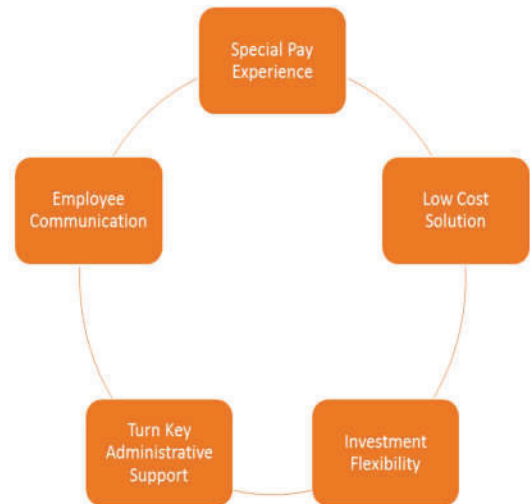 Special Pay
Experience
Low Cost
Solution
Investment
Flexibility
Turn Key
Administrative
Support
Employee
Communication